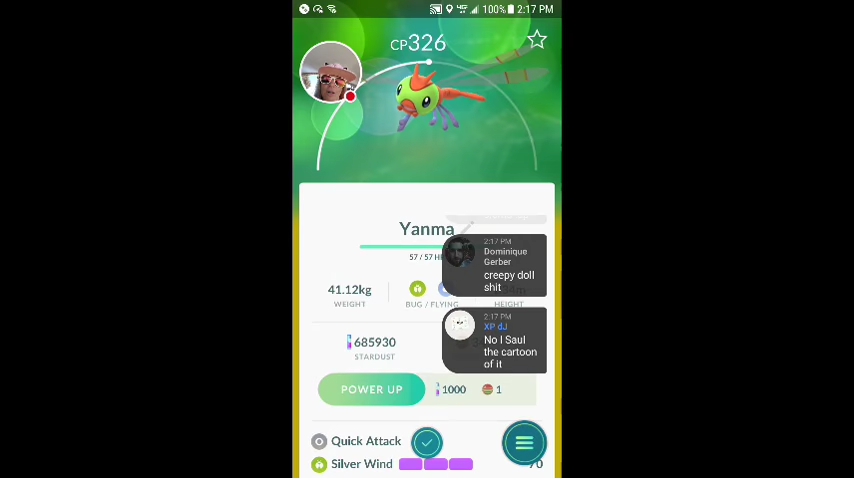 100% 2:17 PM
CP326
Yanma
57 / 57
2:17 PM
Dominique
Gerber
creepy doll
shit
41.12kg
WEIGHT
BUG / FLYING
HEIGHT
2:17 PM
XP dJ
No I Saul
the cartoon
of it
685930
STARDUST
POWER UP
1000
1
Quick Attack
Silver Wind
70